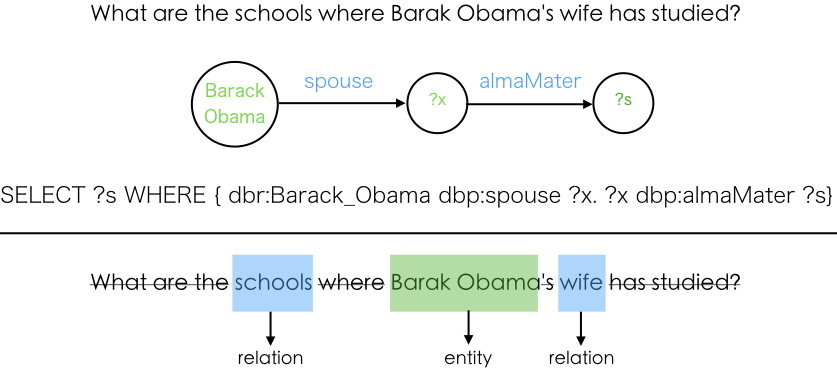 What are the schools where Barak Obama's wife has studied?
Barack
Obama
spouse
?x
almaMater
?s
SELECT ?s WHERE { dbr:Barack_Obama dbp:spouse ?x. ?x dbp:almaMater ?s}
What are the schools where Barak Obama's wife has studied?
relation
entity
relation